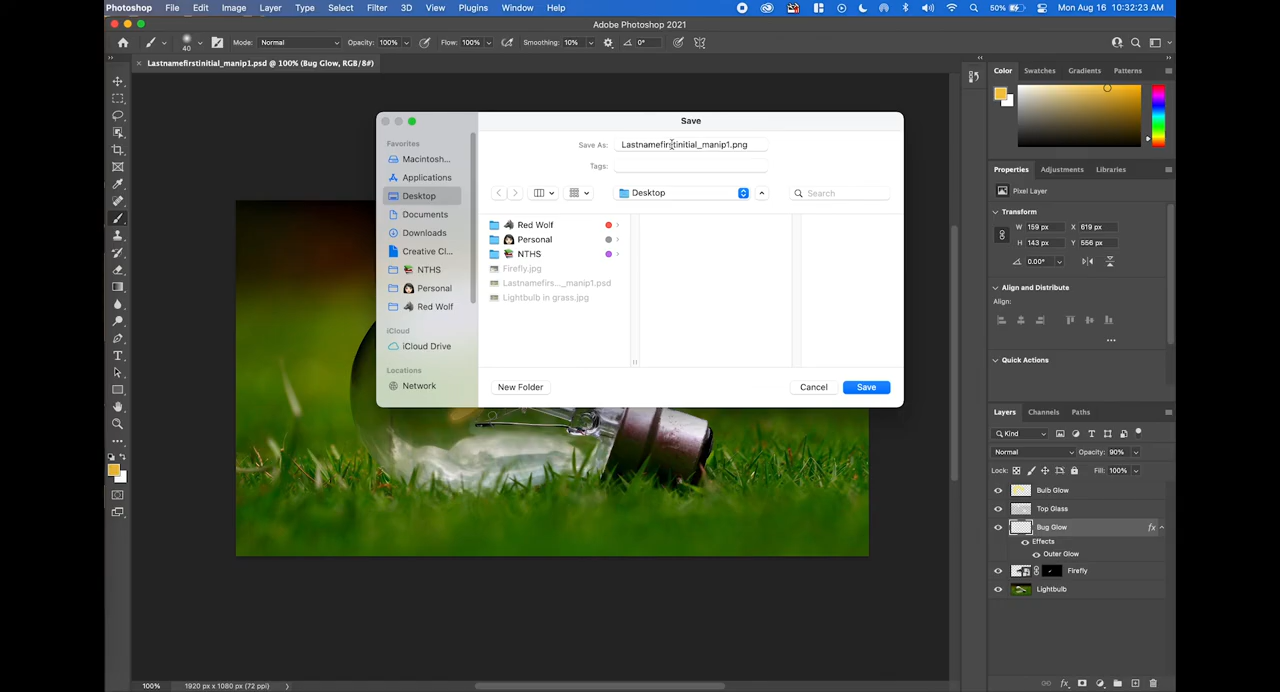 Photoshop File Edit Image Layer Type Select Filter 3D View Plugins Window Help 50% Mon Aug 16 10:32:23 AM
Adobe Photoshop 2021
40 Mode: Normal Opacity: 100% Flow: 100% Smoothing: 10% 0°
Lastnamefirstinitial_manip1.psd @ 100% (Bug Glow, RGB/8#)
Color Swatches Gradients Patterns
Save
Favorites
Macintosh...
Applications
Desktop
Documents
Downloads
Creative Cl...
NTHS
Personal
Red Wolf
iCloud
iCloud Drive
Locations
Network
Save As: Lastnamefirstinitial_manip1.png
Tags:
Desktop
Search
Red Wolf
Personal
NTHS
Firefly.jpg
Lastnamefirs..._manip1.psd
Lightbulb in grass.jpg
New Folder Cancel Save
Properties Adjustments Libraries
Pixel Layer
Transform
W 159 px X 619 px
H 143 px Y 556 px
0.00°
Align and Distribute
Align:
Quick Actions
Layers Channels Paths
Kind
Normal Opacity: 90%
Lock: Fill: 100%
Bulb Glow
Top Glass
Bug Glow fx
Effects
Outer Glow
Firefly
Lightbulb
fx
100% 1920 px x 1080 px (72 ppi)